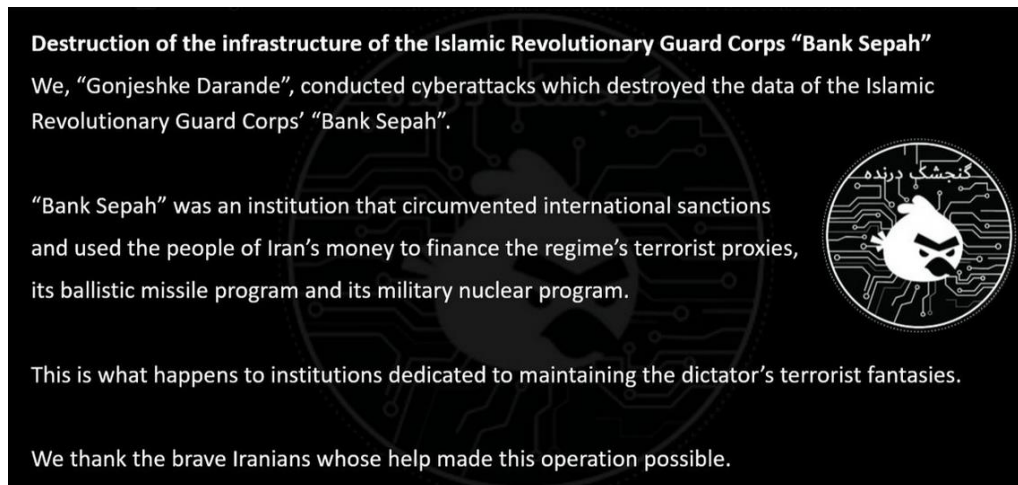 Destruction of the infrastructure of the Islamic Revolutionary Guard Corps “Bank Sepah”
We, “Gonjeshke Darande”, conducted cyberattacks which destroyed the data of the Islamic
Revolutionary Guard Corps’ “Bank Sepah”.
گنجشک درنده
“Bank Sepah” was an institution that circumvented international sanctions
and used the people of Iran’s money to finance the regime’s terrorist proxies,
its ballistic missile program and its military nuclear program.
This is what happens to institutions dedicated to maintaining the dictator’s terrorist fantasies.
We thank the brave Iranians whose help made this operation possible.